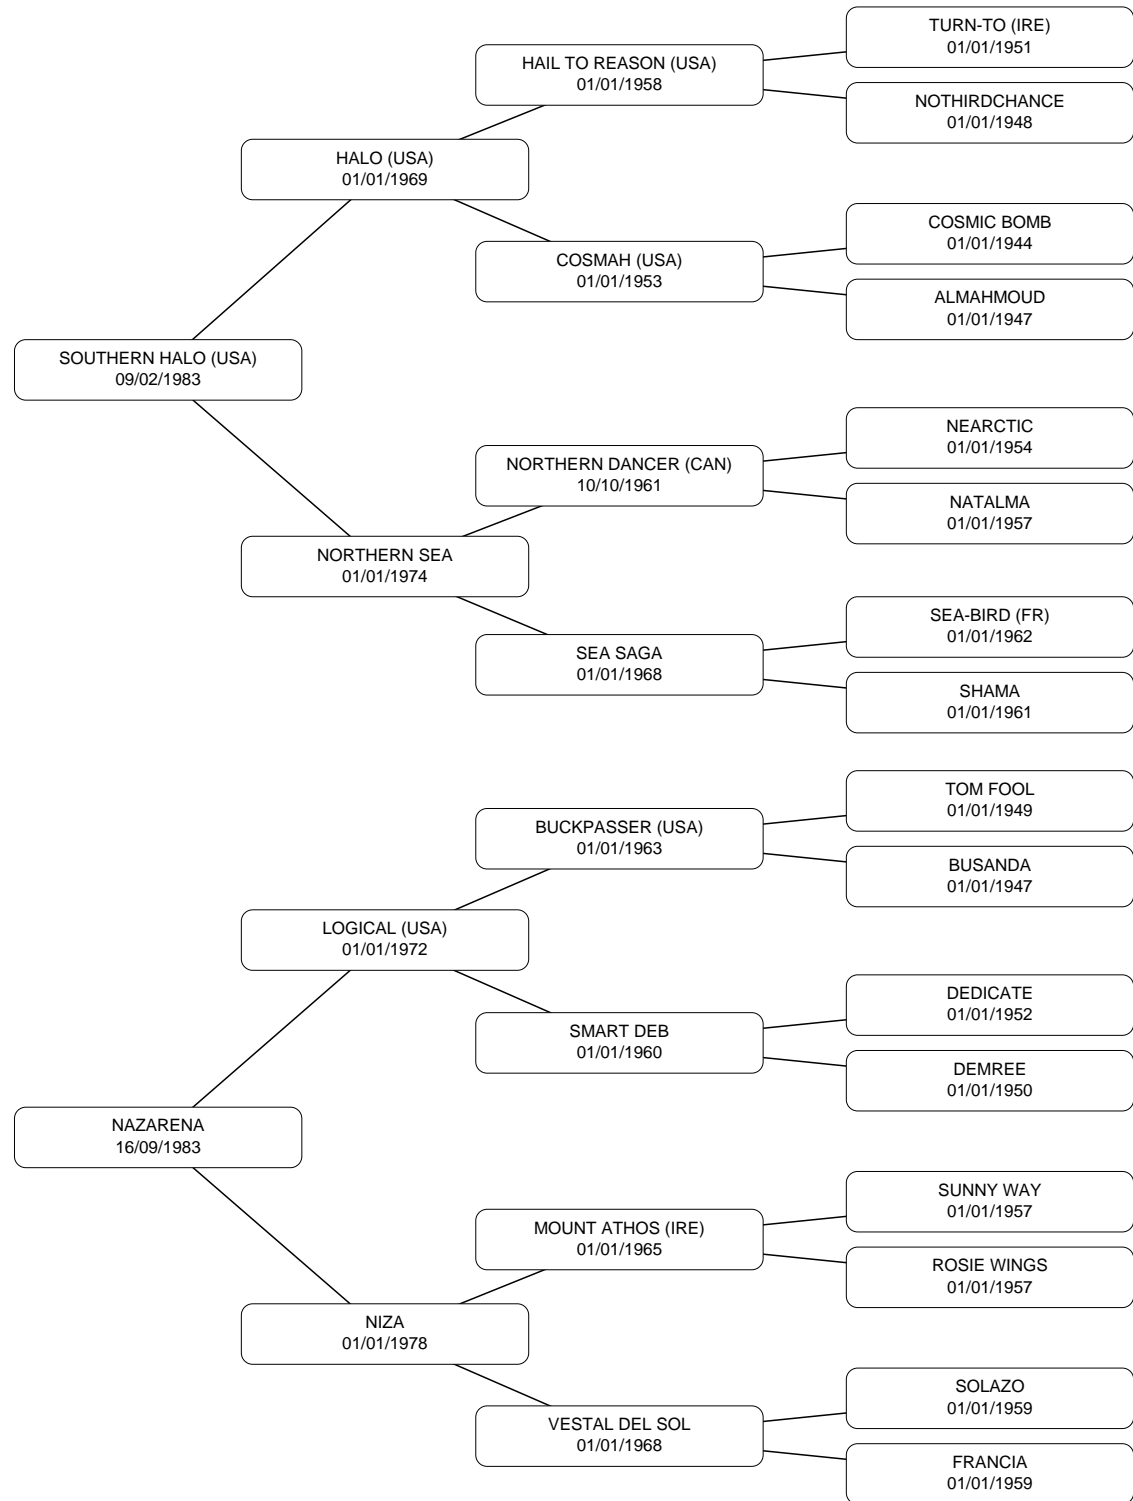 TURN-TO (IRE)
01/01/1951
HAIL TO REASON (USA)
01/01/1958
NOTHIRDCHANCE
01/01/1948
HALO (USA)
01/01/1969
COSMIC BOMB
01/01/1944
COSMAH (USA)
01/01/1953
ALMAHMOUD
01/01/1947
SOUTHERN HALO (USA)
09/02/1983
NEARCTIC
01/01/1954
NORTHERN DANCER (CAN)
10/10/1961
NATALMA
01/01/1957
NORTHERN SEA
01/01/1974
SEA-BIRD (FR)
01/01/1962
SEA SAGA
01/01/1968
SHAMA
01/01/1961
TOM FOOL
01/01/1949
BUCKPASSER (USA)
01/01/1963
BUSANDA
01/01/1947
LOGICAL (USA)
01/01/1972
DEDICATE
01/01/1952
SMART DEB
01/01/1960
DEMREE
01/01/1950
NAZARENA
16/09/1983
SUNNY WAY
01/01/1957
MOUNT ATHOS (IRE)
01/01/1965
ROSIE WINGS
01/01/1957
NIZA
01/01/1978
SOLAZO
01/01/1959
VESTAL DEL SOL
01/01/1968
FRANCIA
01/01/1959